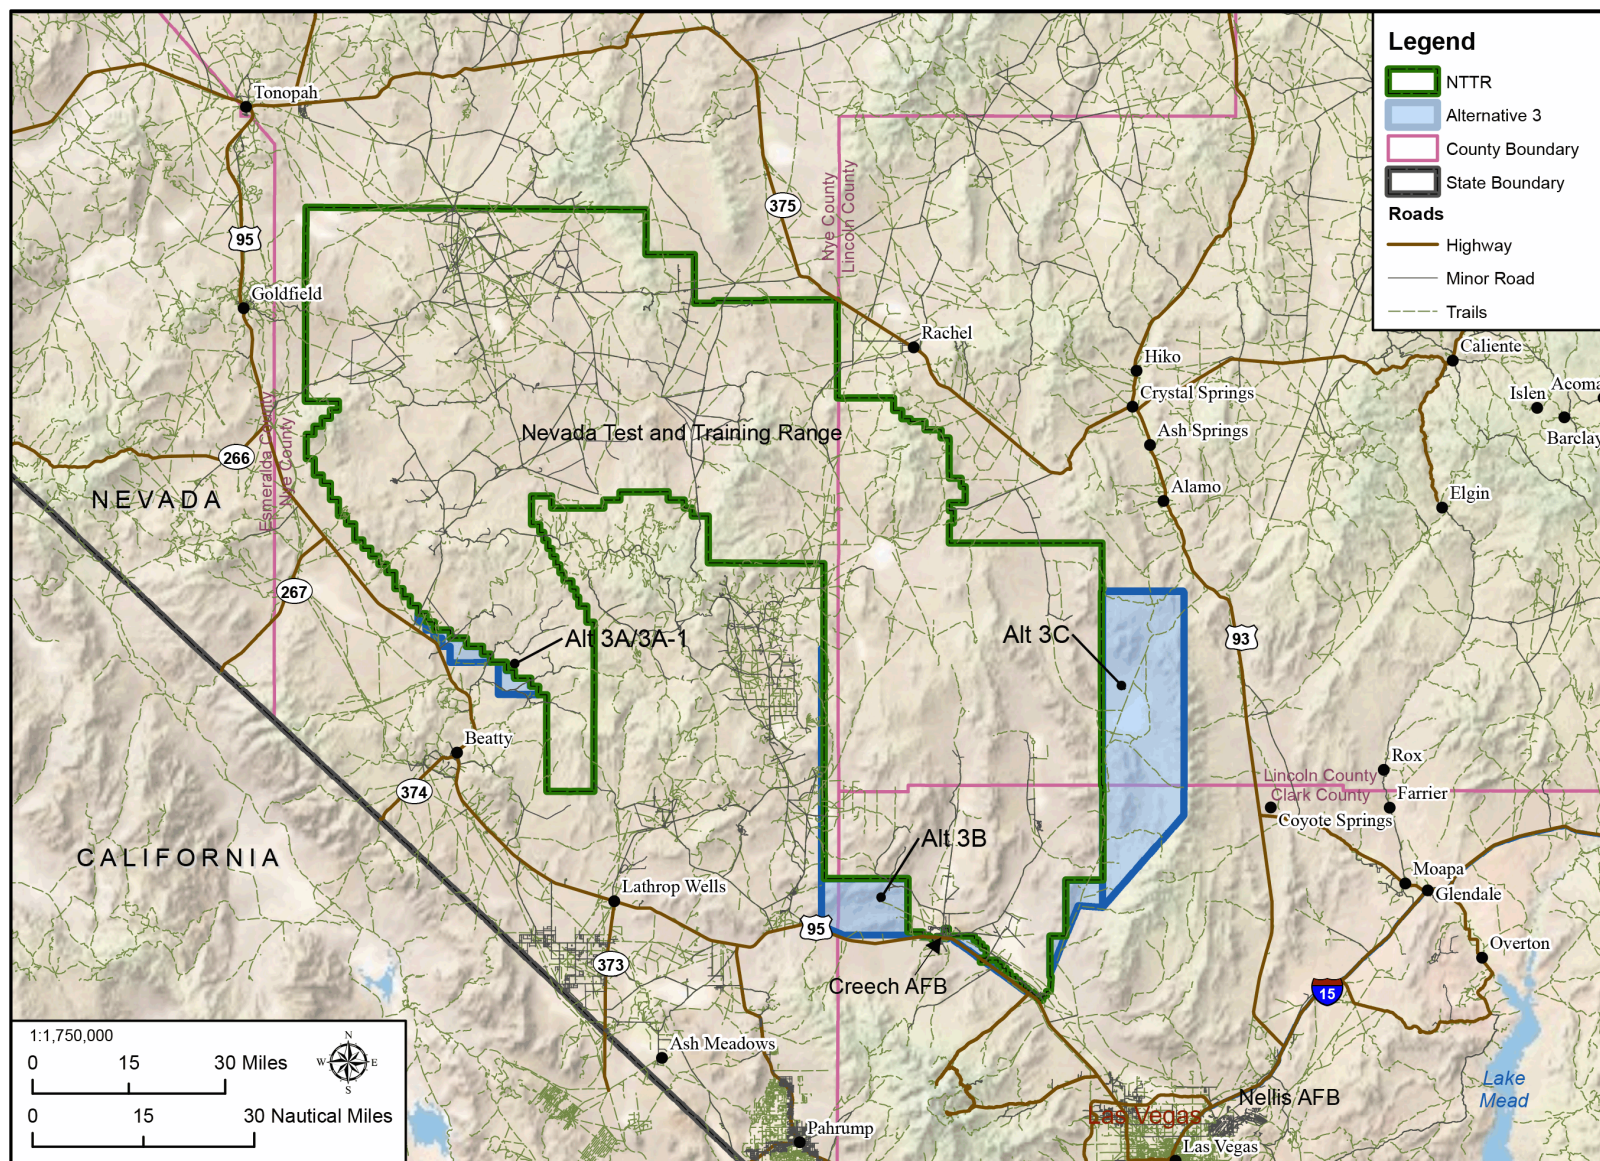 Legend
NTTR
Alternative 3
County Boundary
State Boundary
Roads
Highway
Minor Road
Trails
Tonopah
95
375
Nye County
Lincoln County
Goldfield
Rachel
Hiko
Caliente
Crystal Springs
Islen
Acoma
Ash Springs
Barclay
Nevada Test and Training Range
266
Esmeralda County
Nye County
NEVADA
Alamo
Elgin
267
Alt 3A/3A-1
Alt 3C
93
Beatty
Rox
Lincoln County
Clark County
374
Farrier
Coyote Springs
Alt 3B
CALIFORNIA
Moapa
Glendale
Lathrop Wells
95
Overton
373
Creech AFB
15
1:1,750,000
0 15 30 Miles
0 15 30 Nautical Miles
N
W E
S
Ash Meadows
Lake
Mead
Nellis AFB
Las Vegas
Pahrump
Las Vegas